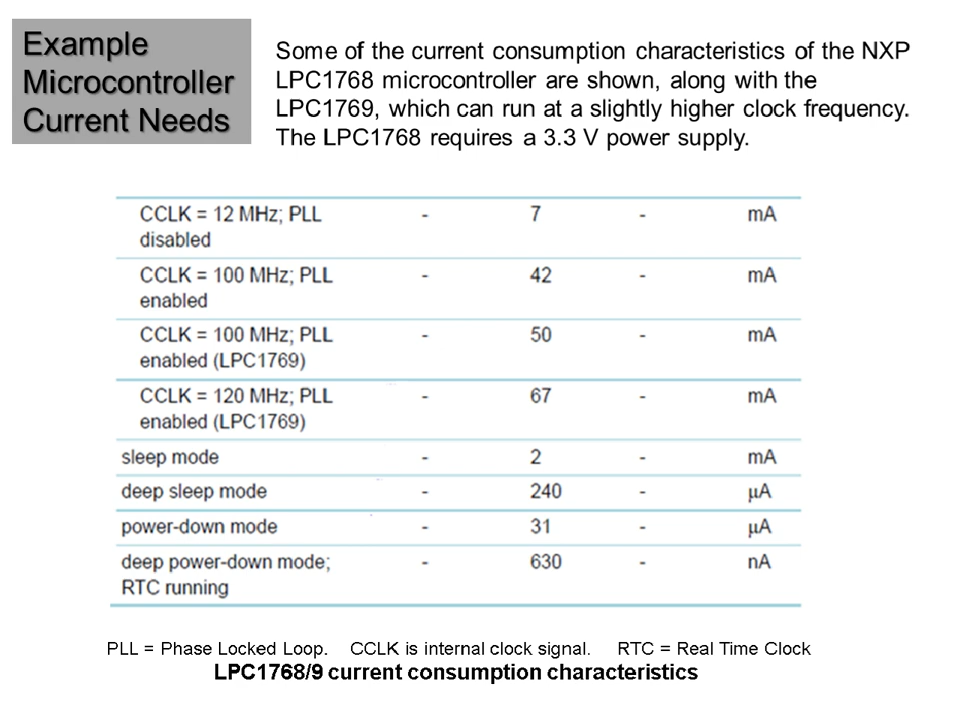 Example
Microcontroller
Current Needs
Some of the current consumption characteristics of the NXP
LPC1768 microcontroller are shown, along with the
LPC1769, which can run at a slightly higher clock frequency.
The LPC1768 requires a 3.3 V power supply.
CCLK = 12 MHz; PLL - 7 - mA
disabled
CCLK = 100 MHz; PLL - 42 - mA
enabled
CCLK = 100 MHz; PLL - 50 - mA
enabled (LPC1769)
CCLK = 120 MHz; PLL - 67 - mA
enabled (LPC1769)
sleep mode - 2 - mA
deep sleep mode - 240 - μA
power-down mode - 31 - μA
deep power-down mode; - 630 - nA
RTC running
PLL = Phase Locked Loop. CCLK is internal clock signal. RTC = Real Time Clock
LPC1768/9 current consumption characteristics